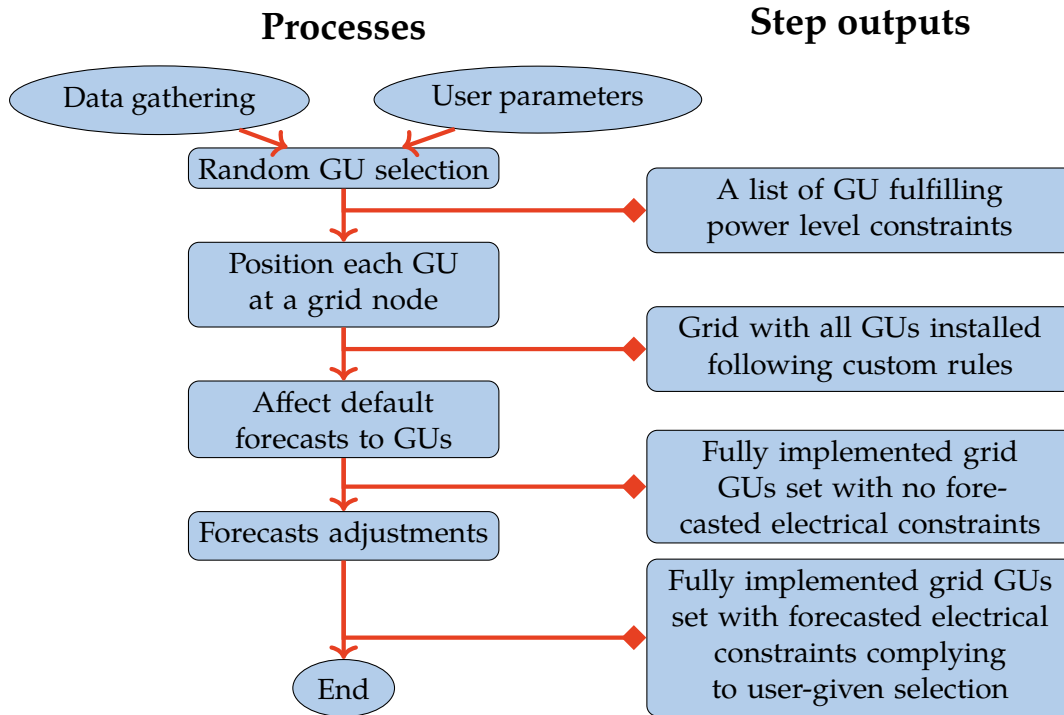 Processes
Step outputs
Data gathering
User parameters
Random GU selection
A list of GU fulfilling
power level constraints
Position each GU
at a grid node
Grid with all GUs installed
following custom rules
Affect default
forecasts to GUs
Fully implemented grid
GUs set with no fore-
casted electrical constraints
Forecasts adjustments
Fully implemented grid GUs
set with forecasted electrical
constraints complying
to user-given selection
End